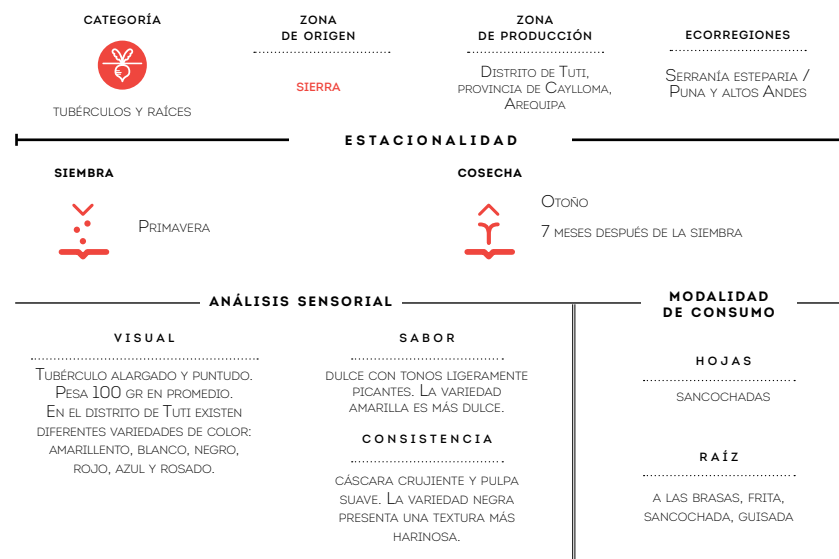 CATEGORÍA
TUBÉRCULOS Y RAÍCES
ZONA
DE ORIGEN
SIERRA
ZONA
DE PRODUCCIÓN
Distrito de Tuti,
provincia de Caylloma,
Arequipa
ECORREGIONES
Serranía esteparia /
Puna y altos Andes
ESTACIONALIDAD
SIEMBRA
Primavera
COSECHA
Otoño
7 meses después de la siembra
ANÁLISIS SENSORIAL
VISUAL
Tubérculo alargado y puntudo.
Pesa 100 gr en promedio.
En el distrito de Tuti existen
diferentes variedades de color:
amarillento, blanco, negro,
rojo, azul y rosado.
SABOR
dulce con tonos ligeramente
picantes. La variedad
amarilla es más dulce.
CONSISTENCIA
cáscara crujiente y pulpa
suave. La variedad negra
presenta una textura más
harinosa.
MODALIDAD
DE CONSUMO
HOJAS
sancochadas
RAÍZ
a las brasas, frita,
sancochada, guisada